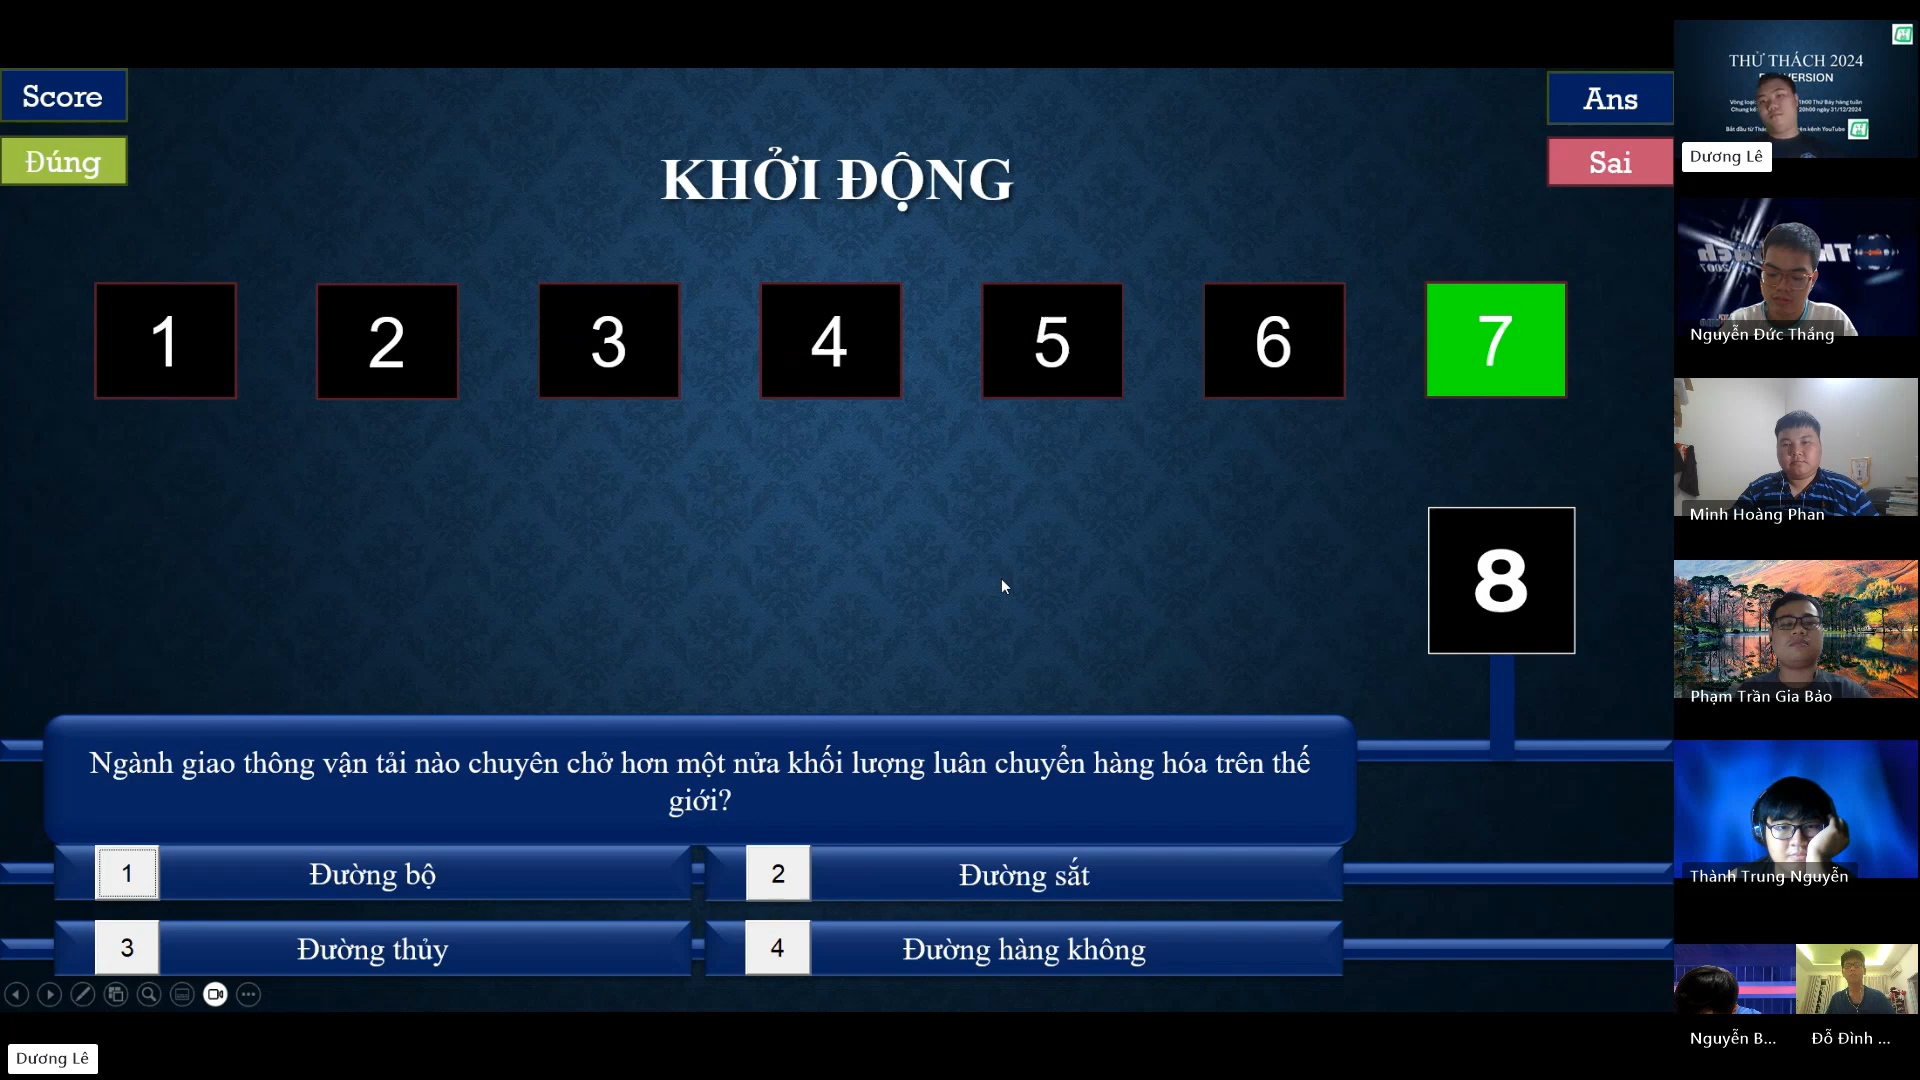 Score
Đúng
Ans
Sai
KHỞI ĐỘNG
1
2
3
4
5
6
7
8
Ngành giao thông vận tải nào chuyên chở hơn một nửa khối lượng luân chuyển hàng hóa trên thế
giới?
1 Đường bộ
2 Đường sắt
3 Đường thủy
4 Đường hàng không
Dương Lê
THỬ THÁCH 2024
VERSION
Dương Lê
Nguyễn Đức Thắng
Minh Hoàng Phan
Phạm Trần Gia Bảo
Thành Trung Nguyễn
Nguyễn B...
Đỗ Đình ...